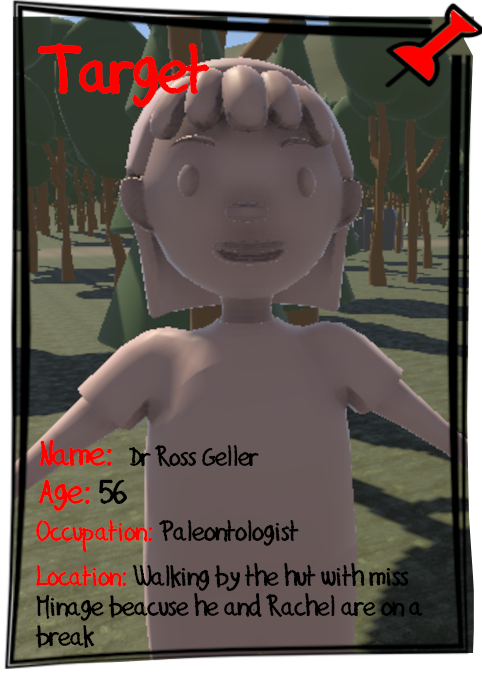 Target
Name: Dr Ross Geller
Age: 56
Occupation: Paleontologist
Location: Walking by the hut with miss
Minage beacuse he and Rachel are on a
break